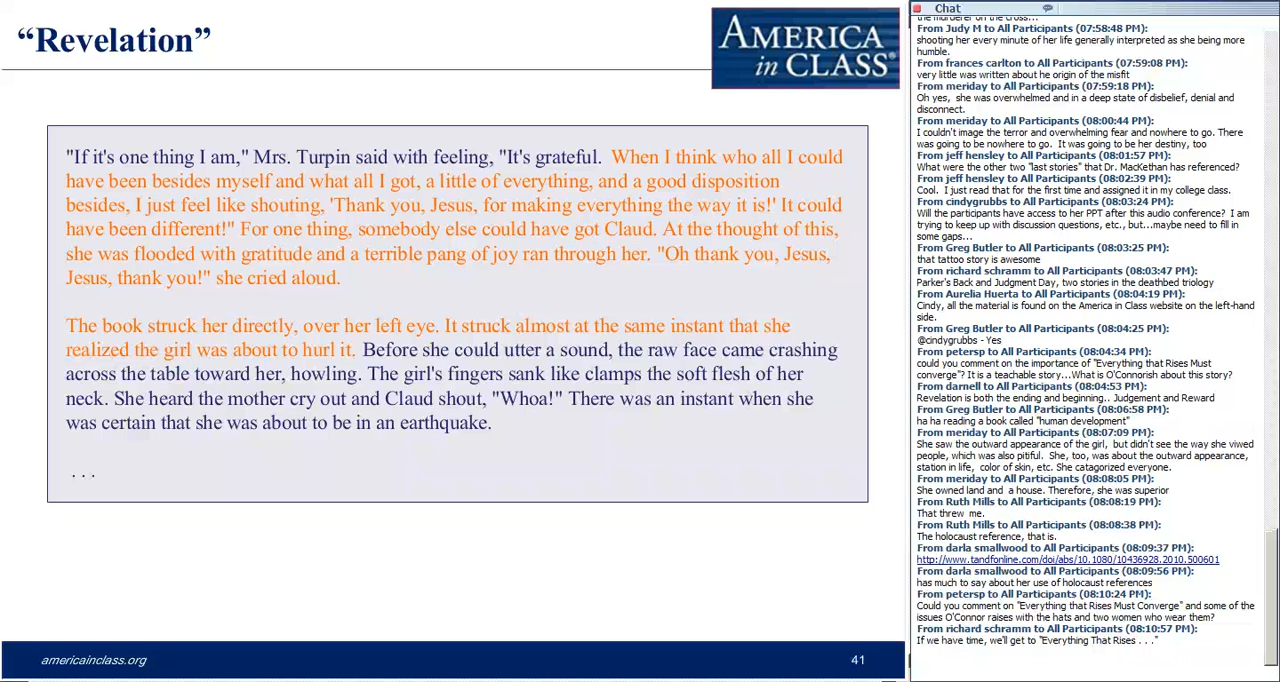 “Revelation”
AMERICA
in CLASS®
"If it's one thing I am," Mrs. Turpin said with feeling, "It's grateful. When I think who all I could
have been besides myself and what all I got, a little of everything, and a good disposition
besides, I just feel like shouting, 'Thank you, Jesus, for making everything the way it is!' It could
have been different!" For one thing, somebody else could have got Claud. At the thought of this,
she was flooded with gratitude and a terrible pang of joy ran through her. "Oh thank you, Jesus,
Jesus, thank you!" she cried aloud.
The book struck her directly, over her left eye. It struck almost at the same instant that she
realized the girl was about to hurl it. Before she could utter a sound, the raw face came crashing
across the table toward her, howling. The girl's fingers sank like clamps the soft flesh of her
neck. She heard the mother cry out and Claud shout, "Whoa!" There was an instant when she
was certain that she was about to be in an earthquake.
. . .
americainclass.org
41
Chat
the murderer on the cross...
From Judy M to All Participants (07:58:48 PM):
shooting her every minute of her life generally interpreted as she being more
humble.
From frances carlton to All Participants (07:59:08 PM):
very little was written about he origin of the misfit
From meriday to All Participants (07:59:18 PM):
Oh yes, she was overwhelmed and in a deep state of disbelief, denial and
disconnect.
From meriday to All Participants (08:00:44 PM):
I couldn't image the terror and overwhelming fear and nowhere to go. There
was going to be nowhere to go. It was going to be her destiny, too
From jeff hensley to All Participants (08:01:57 PM):
What were the other two "last stories" that Dr. MacKethan has referenced?
From jeff hensley to All Participants (08:02:39 PM):
Cool. I just read that for the first time and assigned it in my college class.
From cindygrubbs to All Participants (08:03:24 PM):
Will the participants have access to her PPT after this audio conference? I am
trying to keep up with discussion questions, etc., but...maybe need to fill in
some gaps...
From Greg Butler to All Participants (08:03:25 PM):
that tattoo story is awesome
From richard schramm to All Participants (08:03:47 PM):
Parker's Back and Judgment Day, two stories in the deathbed triology
From Aurelia Huerta to All Participants (08:04:19 PM):
Cindy, all the material is found on the America in Class website on the left-hand
side.
From Greg Butler to All Participants (08:04:25 PM):
@cindygrubbs - Yes
From petersp to All Participants (08:04:34 PM):
could you comment on the importance of "Everything that Rises Must
converge"? It is a teachable story...What is O'Connorish about this story?
From darnell to All Participants (08:04:53 PM):
Revelation is both the ending and beginning.. Judgement and Reward
From Greg Butler to All Participants (08:06:58 PM):
ha ha reading a book called "human development"
From meriday to All Participants (08:07:09 PM):
She saw the outward appearance of the girl, but didn't see the way she viwed
people, which was also pitiful. She, too, was about the outward appearance,
station in life, color of skin, etc. She catagorized everyone.
From meriday to All Participants (08:08:05 PM):
She owned land and a house. Therefore, she was superior
From Ruth Mills to All Participants (08:08:19 PM):
That threw me.
From Ruth Mills to All Participants (08:08:38 PM):
The holocaust reference, that is.
From darla smallwood to All Participants (08:09:37 PM):
http://www.tandfonline.com/doi/abs/10.1080/10436928.2010.500601
From darla smallwood to All Participants (08:09:56 PM):
has much to say about her use of holocaust references
From petersp to All Participants (08:10:24 PM):
Could you comment on "Everything that Rises Must Converge" and some of the
issues O'Connor raises with the hats and two women who wear them?
From richard schramm to All Participants (08:10:57 PM):
If we have time, we'll get to "Everything That Rises . . ."